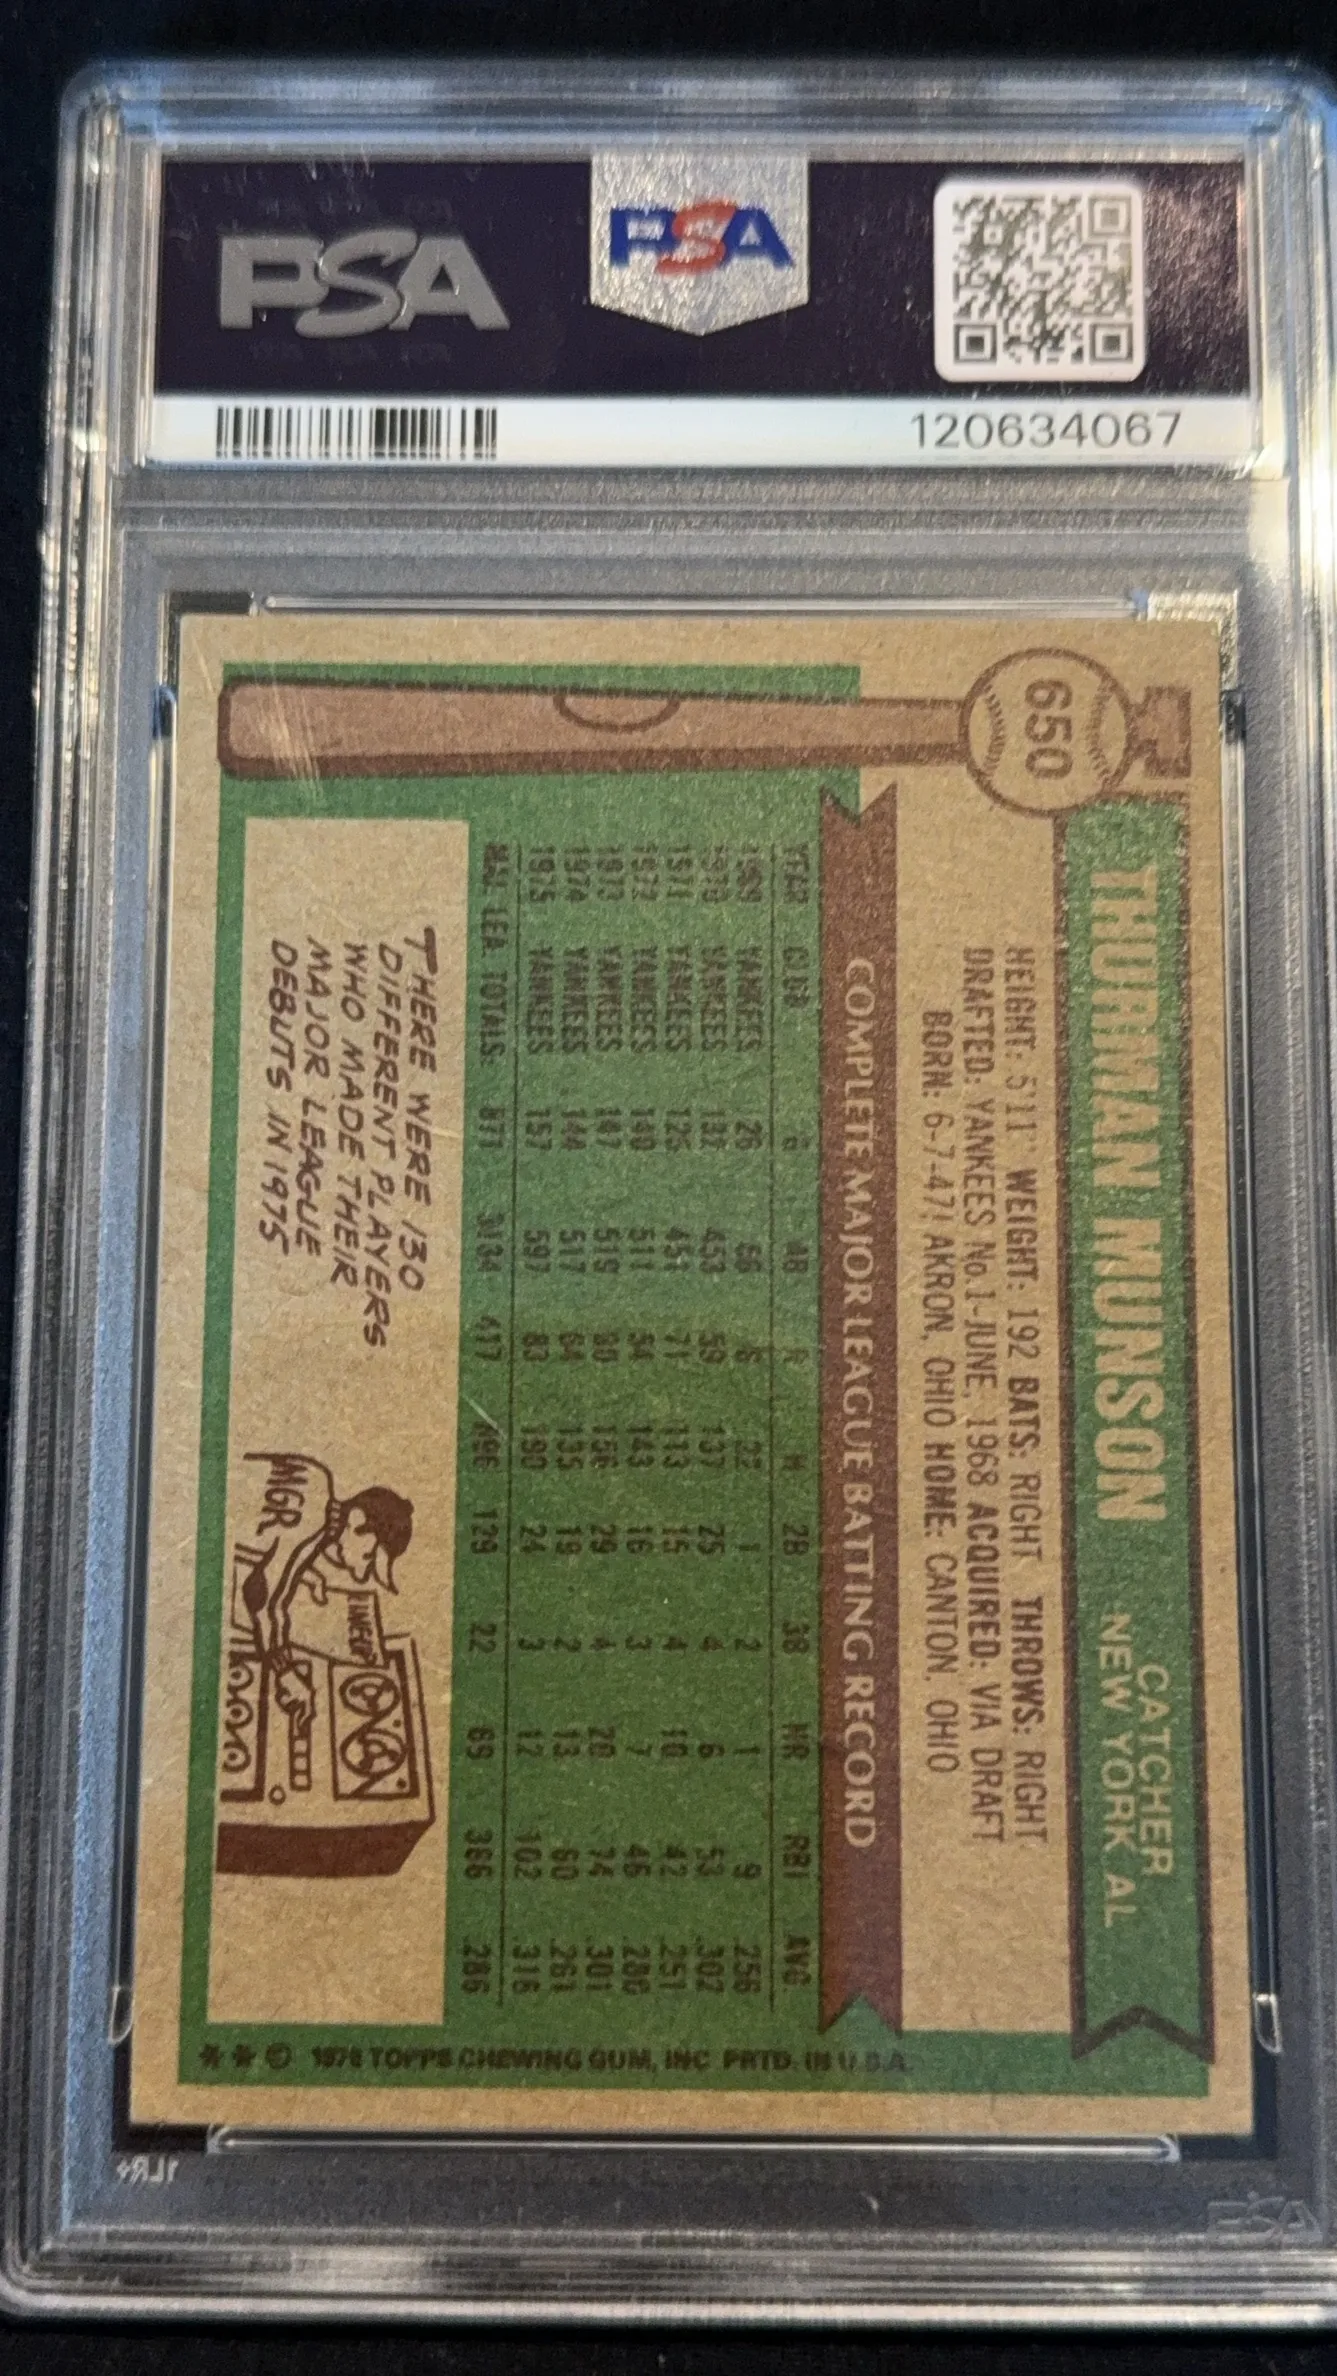 PSA
PSA
120634067
650
THURMAN MUNSON
CATCHER
NEW YORK AL
HEIGHT: 5'11" WEIGHT: 192 BATS: RIGHT THROWS: RIGHT
DRAFTED: YANKEES No.1-JUNE, 1968 ACQUIRED: VIA DRAFT
BORN: 6-7-47, AKRON, OHIO HOME: CANTON, OHIO
COMPLETE MAJOR LEAGUE BATTING RECORD
YEAR CLUB G AB R H 2B 3B HR RBI AVG.
1969 YANKEES 26 86 6 22 1 2 1 9 .256
1970 YANKEES 132 453 59 137 25 4 6 53 .302
1971 YANKEES 125 451 71 113 15 4 10 42 .251
1972 YANKEES 140 511 54 143 16 3 7 46 .280
1973 YANKEES 147 519 80 156 29 4 20 74 .301
1974 YANKEES 144 517 64 135 19 2 13 60 .261
1975 YANKEES 157 597 83 190 24 3 12 102 .316
MAJ. LEA. TOTALS 871 3134 417 896 129 22 69 386 .286
THERE WERE 130
DIFFERENT PLAYERS
WHO MADE THEIR
MAJOR LEAGUE
DEBUTS IN 1975
MGR
LINEUP
** © 1976 TOPPS CHEWING GUM, INC. PRTD. IN U.S.A.
1LR+
PSA